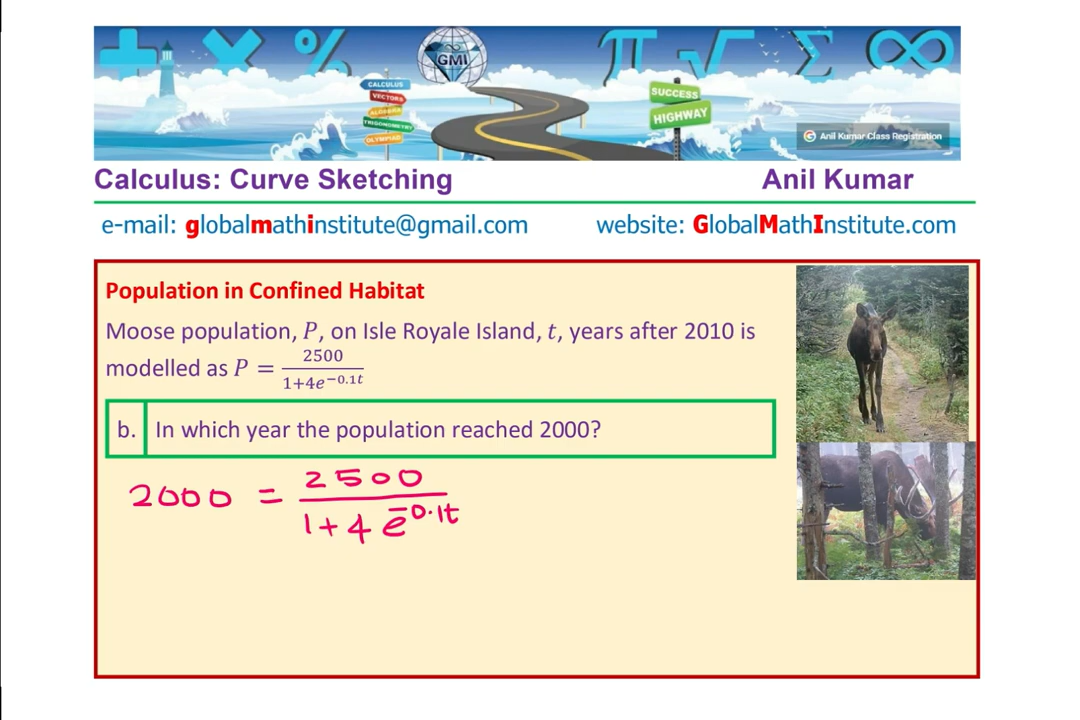 + × % GMI π √ Σ ∞
CALCULUS
VECTORS
ALGEBRA
TRIGONOMETRY
OLYMPIAD
SUCCESS
HIGHWAY
G Anil Kumar Class Registration
Calculus: Curve Sketching Anil Kumar
e-mail: globalmathinstitute@gmail.com website: GlobalMathInstitute.com
Population in Confined Habitat
Moose population, P, on Isle Royale Island, t, years after 2010 is
modelled as P = 2500 / 1+4e^−0.1t
b. In which year the population reached 2000?
2000 = 2500 / 1+4e^-0.1t